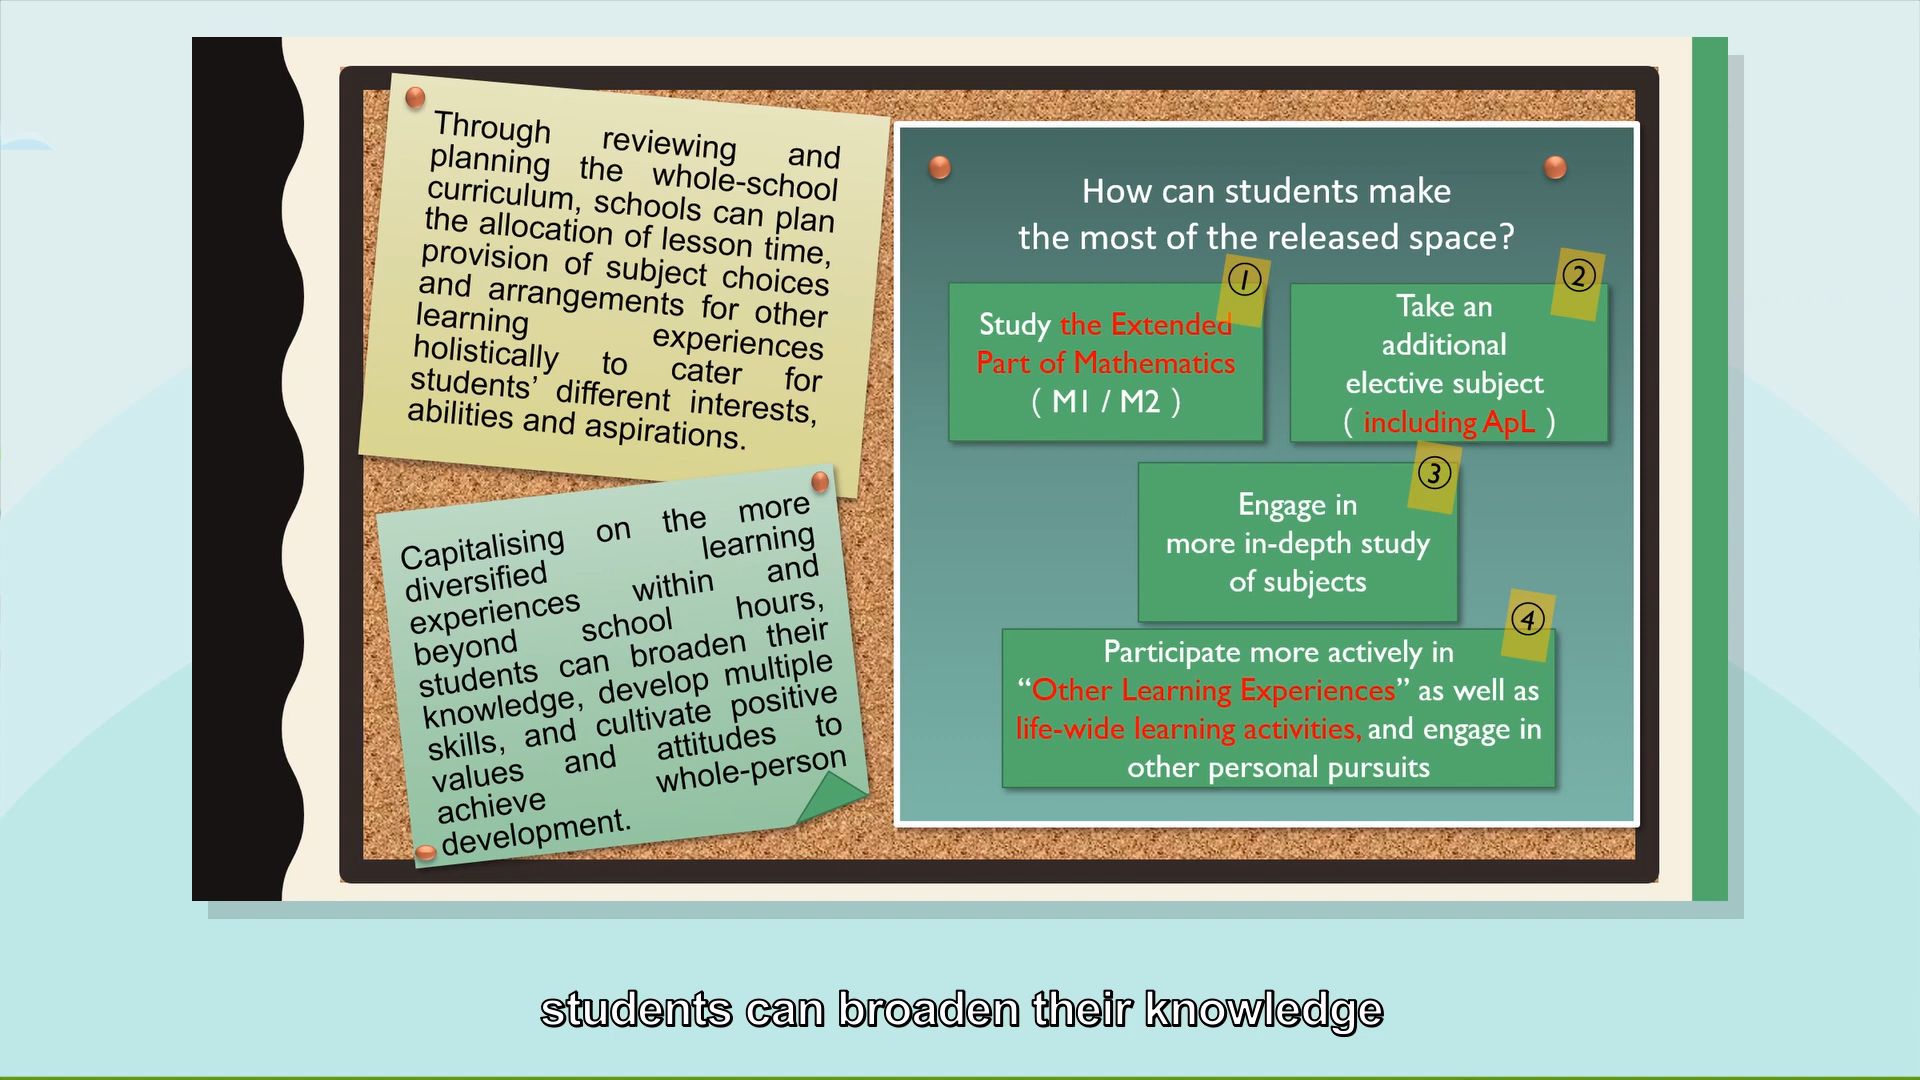 Through reviewing and
planning the whole-school
curriculum, schools can plan
the allocation of lesson time,
provision of subject choices
and arrangements for other
learning experiences
holistically to cater for
students’ different interests,
abilities and aspirations.
Capitalising on the more
diversified learning
experiences within and
beyond school hours,
students can broaden their
knowledge, develop multiple
skills, and cultivate positive
values and attitudes to
achieve whole-person
development.
How can students make
the most of the released space?
①
Study the Extended
Part of Mathematics
( M1 / M2 )
②
Take an
additional
elective subject
( including ApL )
③
Engage in
more in-depth study
of subjects
④
Participate more actively in
“Other Learning Experiences” as well as
life-wide learning activities, and engage in
other personal pursuits
students can broaden their knowledge